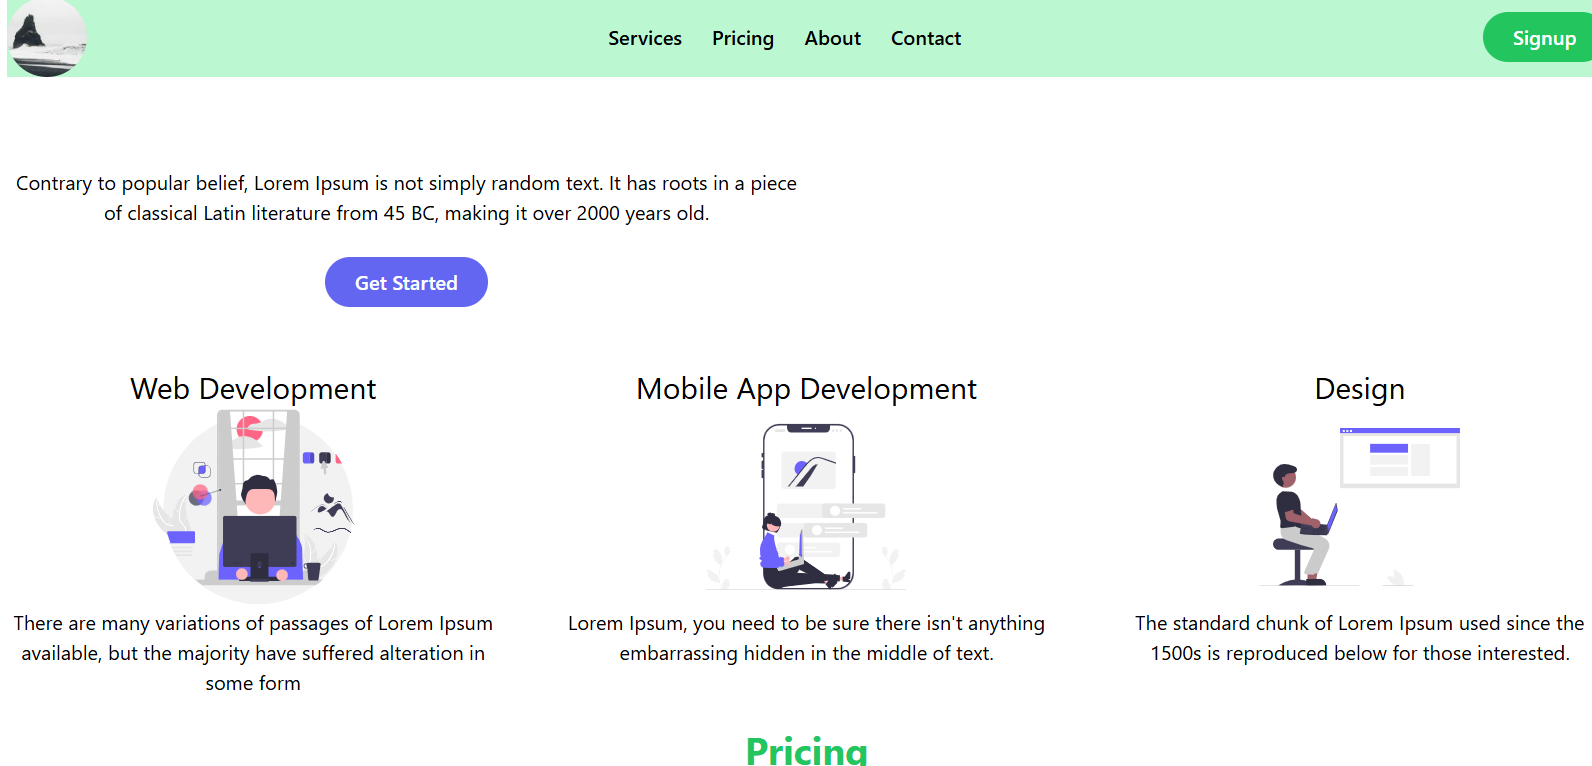 Services Pricing About Contact Signup
Contrary to popular belief, Lorem Ipsum is not simply random text. It has roots in a piece
of classical Latin literature from 45 BC, making it over 2000 years old.
Get Started
Web Development
There are many variations of passages of Lorem Ipsum
available, but the majority have suffered alteration in
some form
Mobile App Development
Lorem Ipsum, you need to be sure there isn't anything
embarrassing hidden in the middle of text.
Design
The standard chunk of Lorem Ipsum used since the
1500s is reproduced below for those interested.
Pricing